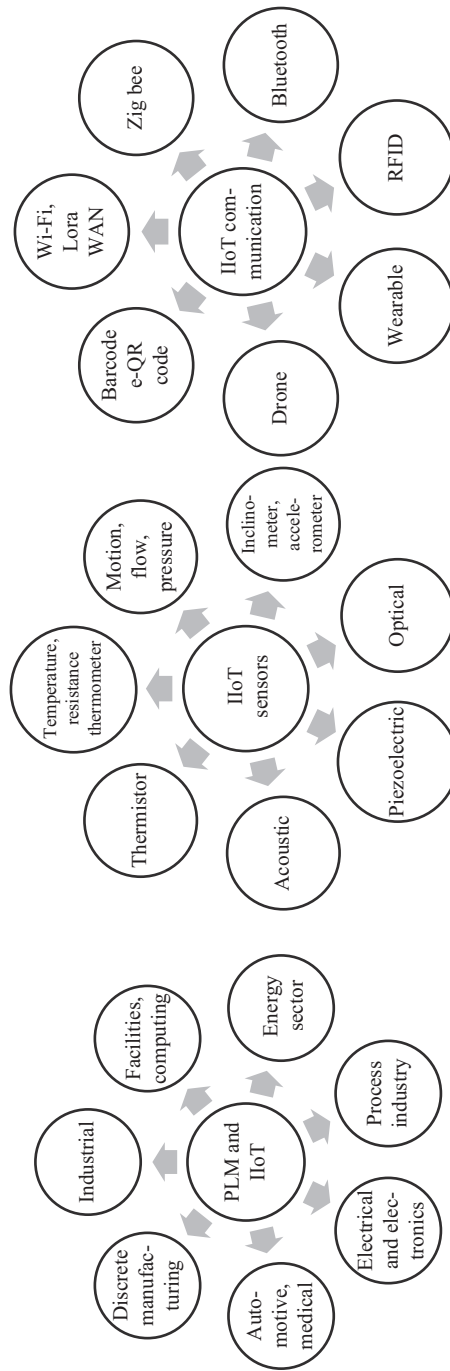 Industrial
Facilities,
computing
Energy
sector
Process
industry
Electrical
and elec-
tronics
Auto-
motive,
medical
Discrete
manufac-
turing
PLM and
IIoT
Temperature,
resistance
thermometer
Motion,
flow,
pressure
Inclino-
meter,
accele-
rometer
Optical
Piezoelectric
Acoustic
Thermistor
IIoT
sensors
Wi-Fi,
Lora
WAN
Zig bee
Bluetooth
RFID
Wearable
Drone
Barcode
e-QR
code
IIoT com-
munication